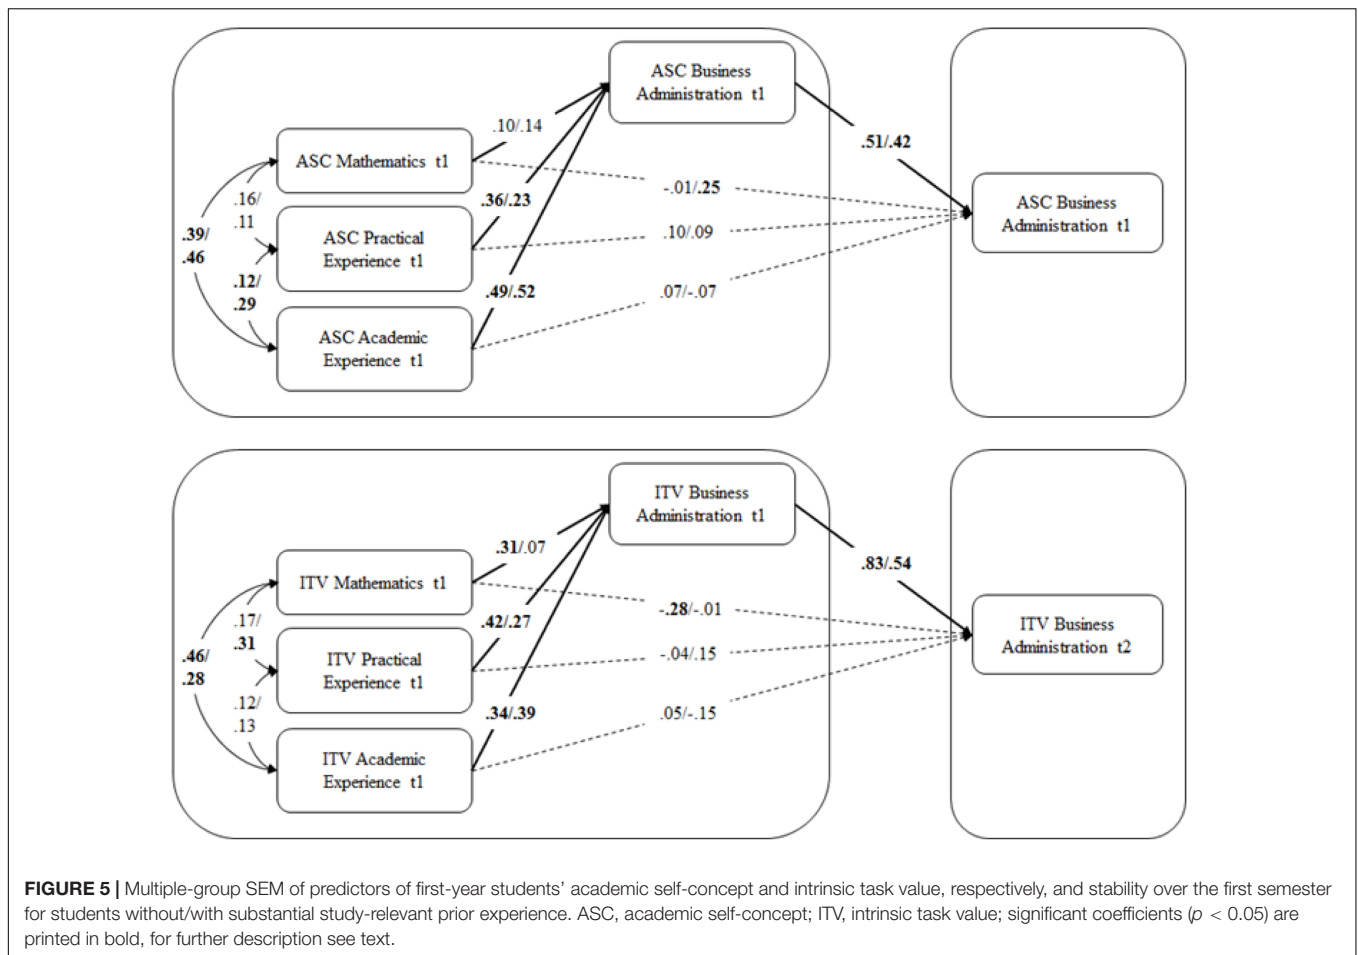 ASC Business
Administration t1
.10/.14
.51/.42
ASC Mathematics t1
-.01/.25
.16/
.11
.36/.23
ASC Business
Administration t1
.39/
.46
ASC Practical
Experience t1
.10/.09
.12/
.29
.49/.52
.07/-.07
ASC Academic
Experience t1
ITV Business
Administration t1
.31/.07
.83/.54
ITV Mathematics t1
-.28/-.01
.17/
.31
.42/.27
ITV Business
Administration t2
.46/
.28
ITV Practical
Experience t1
-.04/.15
.12/
.13
.34/.39
.05/-.15
ITV Academic
Experience t1
FIGURE 5 | Multiple-group SEM of predictors of first-year students’ academic self-concept and intrinsic task value, respectively, and stability over the first semester
for students without/with substantial study-relevant prior experience. ASC, academic self-concept; ITV, intrinsic task value; significant coefficients (p < 0.05) are
printed in bold, for further description see text.